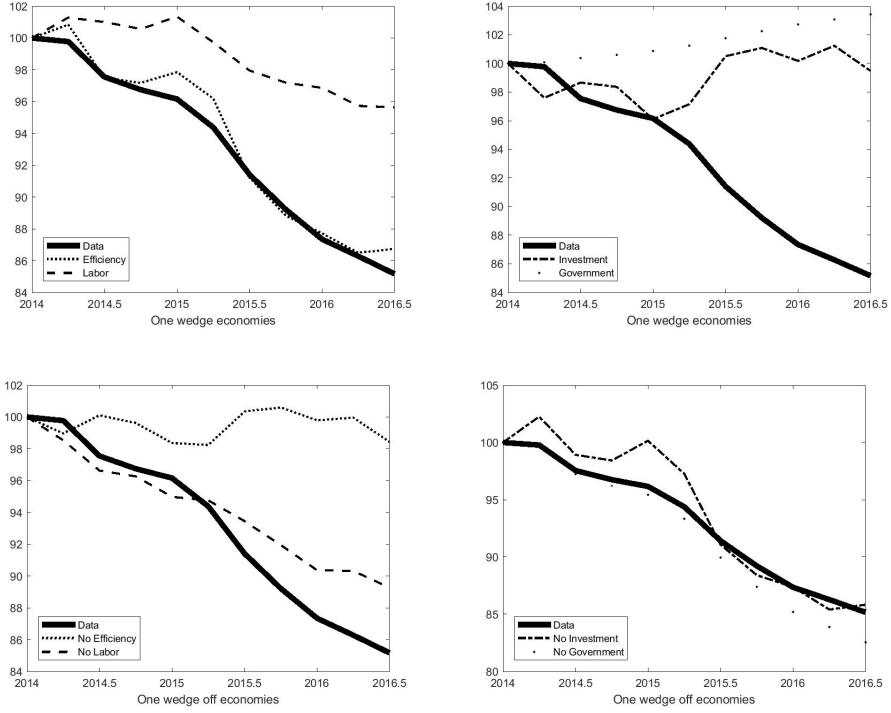 104
102
102
100
100
98
98
96
96
94
94
92
92
90
90
88
88
86
86
84
84
Data
Efficiency
Labor
Data
Investment
Government
2014 2014.5 2015 2015.5 2016 2016.5
2014 2014.5 2015 2015.5 2016 2016.5
One wedge economies
One wedge economies
102
105
100
98
100
96
94
95
92
90
90
88
85
86
84
80
Data
No Efficiency
No Labor
Data
No Investment
No Government
2014 2014.5 2015 2015.5 2016 2016.5
2014 2014.5 2015 2015.5 2016 2016.5
One wedge off economies
One wedge off economies